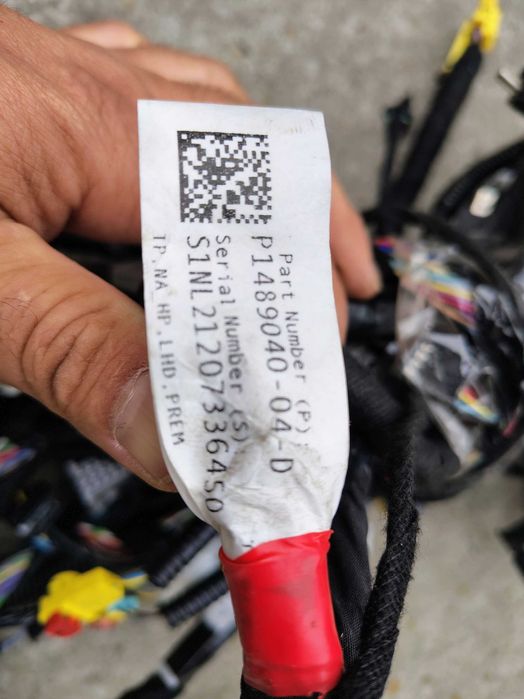 Part Number (P):
P1489040-04-D
Serial Number (S)
S1NL21207336450
TP,NA HP,LHD,PREM